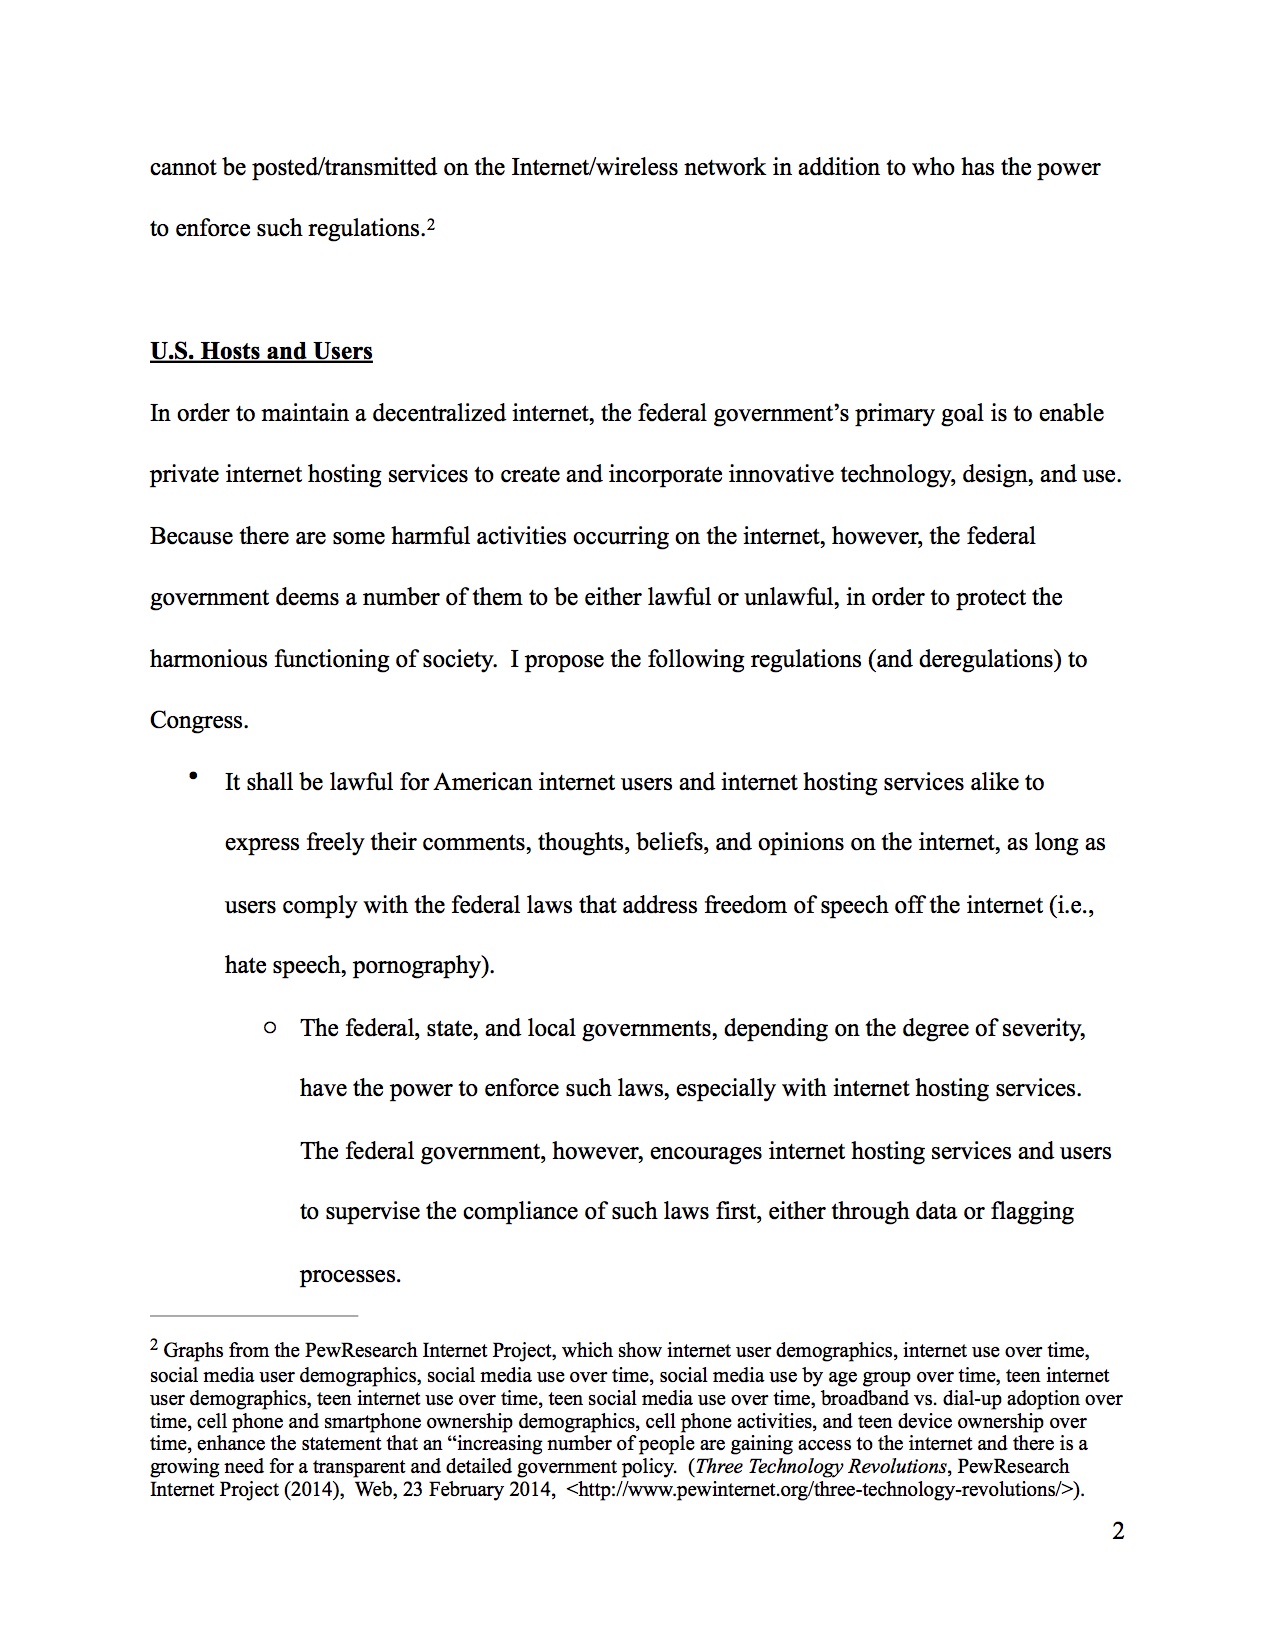 cannot be posted/transmitted on the Internet/wireless network in addition to who has the power
to enforce such regulations.²
U.S. Hosts and Users
In order to maintain a decentralized internet, the federal government’s primary goal is to enable
private internet hosting services to create and incorporate innovative technology, design, and use.
Because there are some harmful activities occurring on the internet, however, the federal
government deems a number of them to be either lawful or unlawful, in order to protect the
harmonious functioning of society.  I propose the following regulations (and deregulations) to
Congress.
• It shall be lawful for American internet users and internet hosting services alike to
express freely their comments, thoughts, beliefs, and opinions on the internet, as long as
users comply with the federal laws that address freedom of speech off the internet (i.e.,
hate speech, pornography).
○ The federal, state, and local governments, depending on the degree of severity,
have the power to enforce such laws, especially with internet hosting services.
The federal government, however, encourages internet hosting services and users
to supervise the compliance of such laws first, either through data or flagging
processes.
² Graphs from the PewResearch Internet Project, which show internet user demographics, internet use over time,
social media user demographics, social media use over time, social media use by age group over time, teen internet
user demographics, teen internet use over time, teen social media use over time, broadband vs. dial-up adoption over
time, cell phone and smartphone ownership demographics, cell phone activities, and teen device ownership over
time, enhance the statement that an “increasing number of people are gaining access to the internet and there is a
growing need for a transparent and detailed government policy.  (Three Technology Revolutions, PewResearch
Internet Project (2014),  Web, 23 February 2014,  <http://www.pewinternet.org/three-technology-revolutions/>).
2